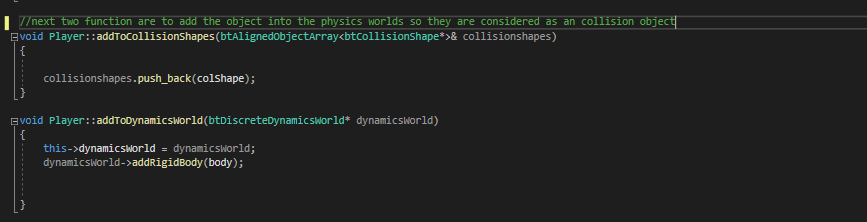 //next two function are to add the object into the physics worlds so they are considered as an collision object
void Player::addToCollisionShapes(btAlignedObjectArray<btCollisionShape*>& collisionshapes)
{
collisionshapes.push_back(colShape);
}
void Player::addToDynamicsWorld(btDiscreteDynamicsWorld* dynamicsWorld)
{
this->dynamicsWorld = dynamicsWorld;
dynamicsWorld->addRigidBody(body);
}